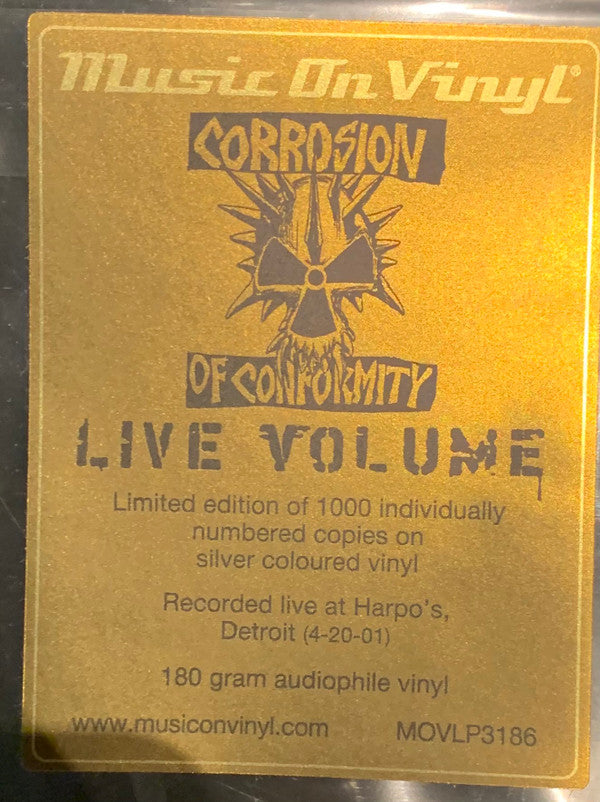 Music On Vinyl®
CORROSION
OF CONFORMITY
LIVE VOLUME
Limited edition of 1000 individually
numbered copies on
silver coloured vinyl
Recorded live at Harpo's,
Detroit (4-20-01)
180 gram audiophile vinyl
www.musiconvinyl.com MOVLP3186